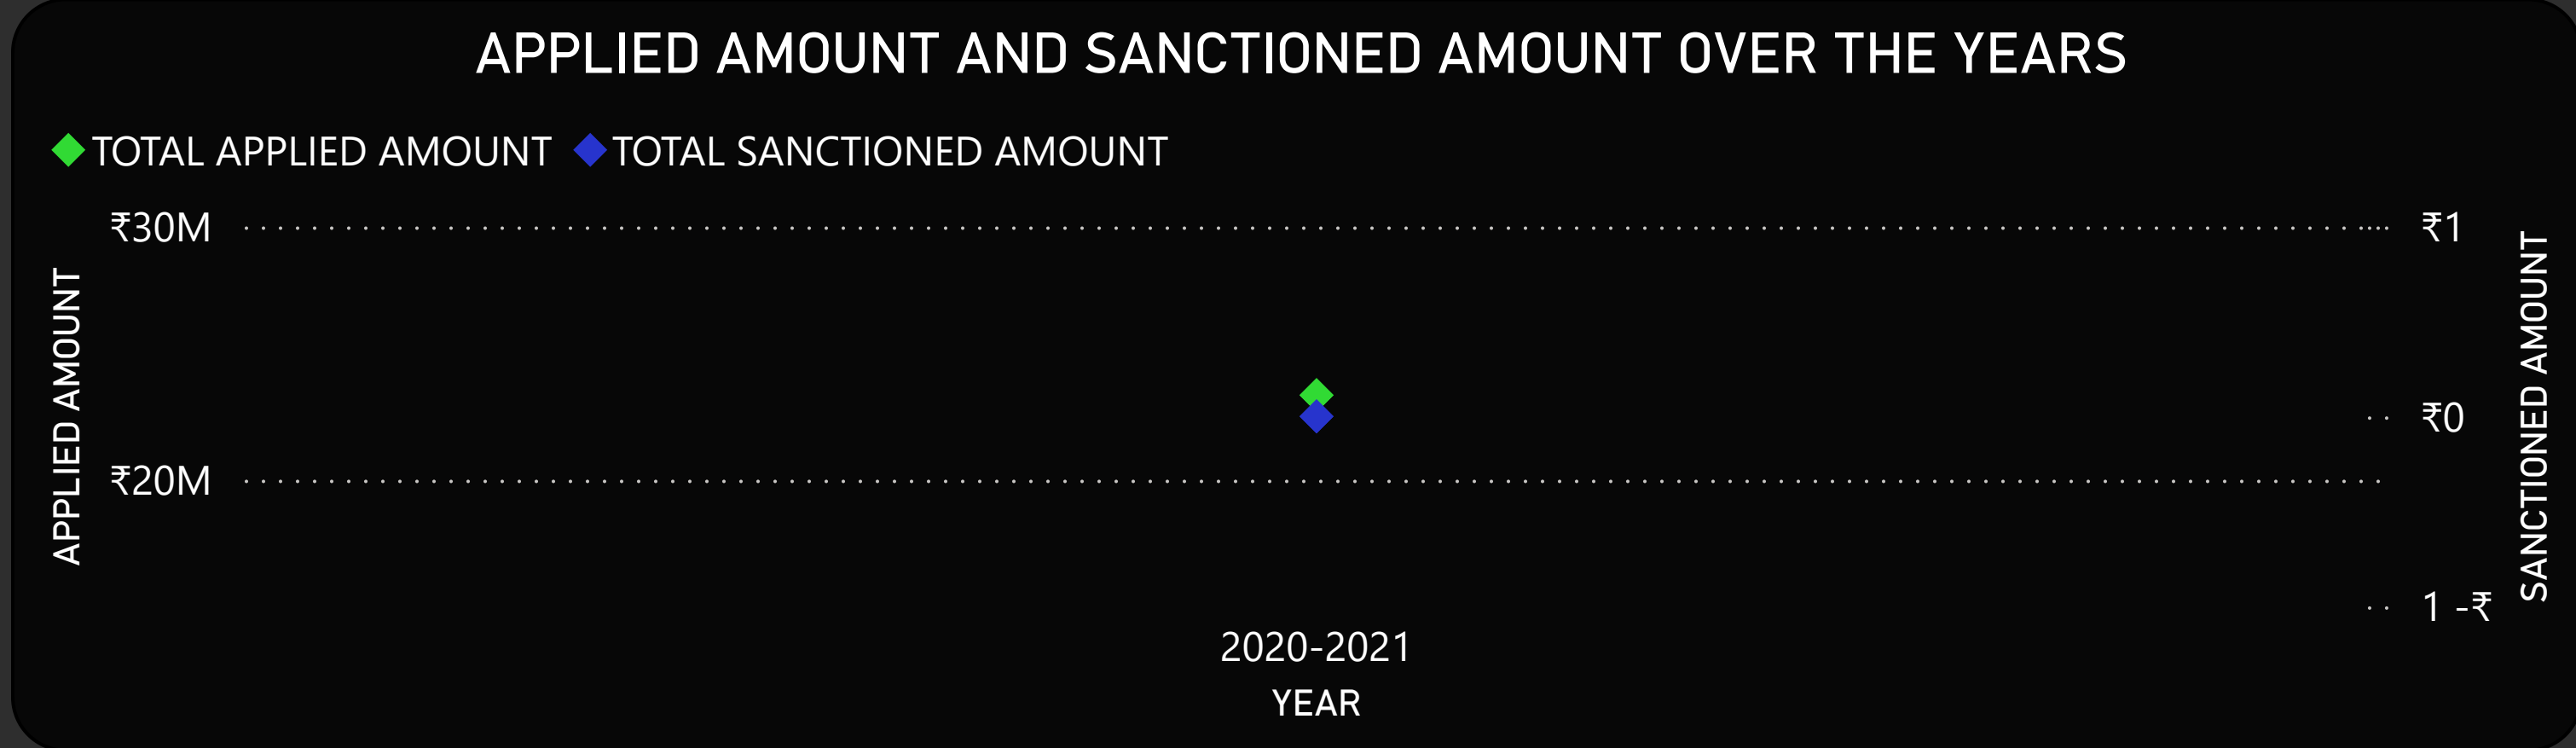 APPLIED AMOUNT AND SANCTIONED AMOUNT OVER THE YEARS
TOTAL APPLIED AMOUNT TOTAL SANCTIONED AMOUNT
₹30M
₹20M
APPLIED AMOUNT
₹1
₹0
1 -₹
SANCTIONED AMOUNT
2020-2021
YEAR